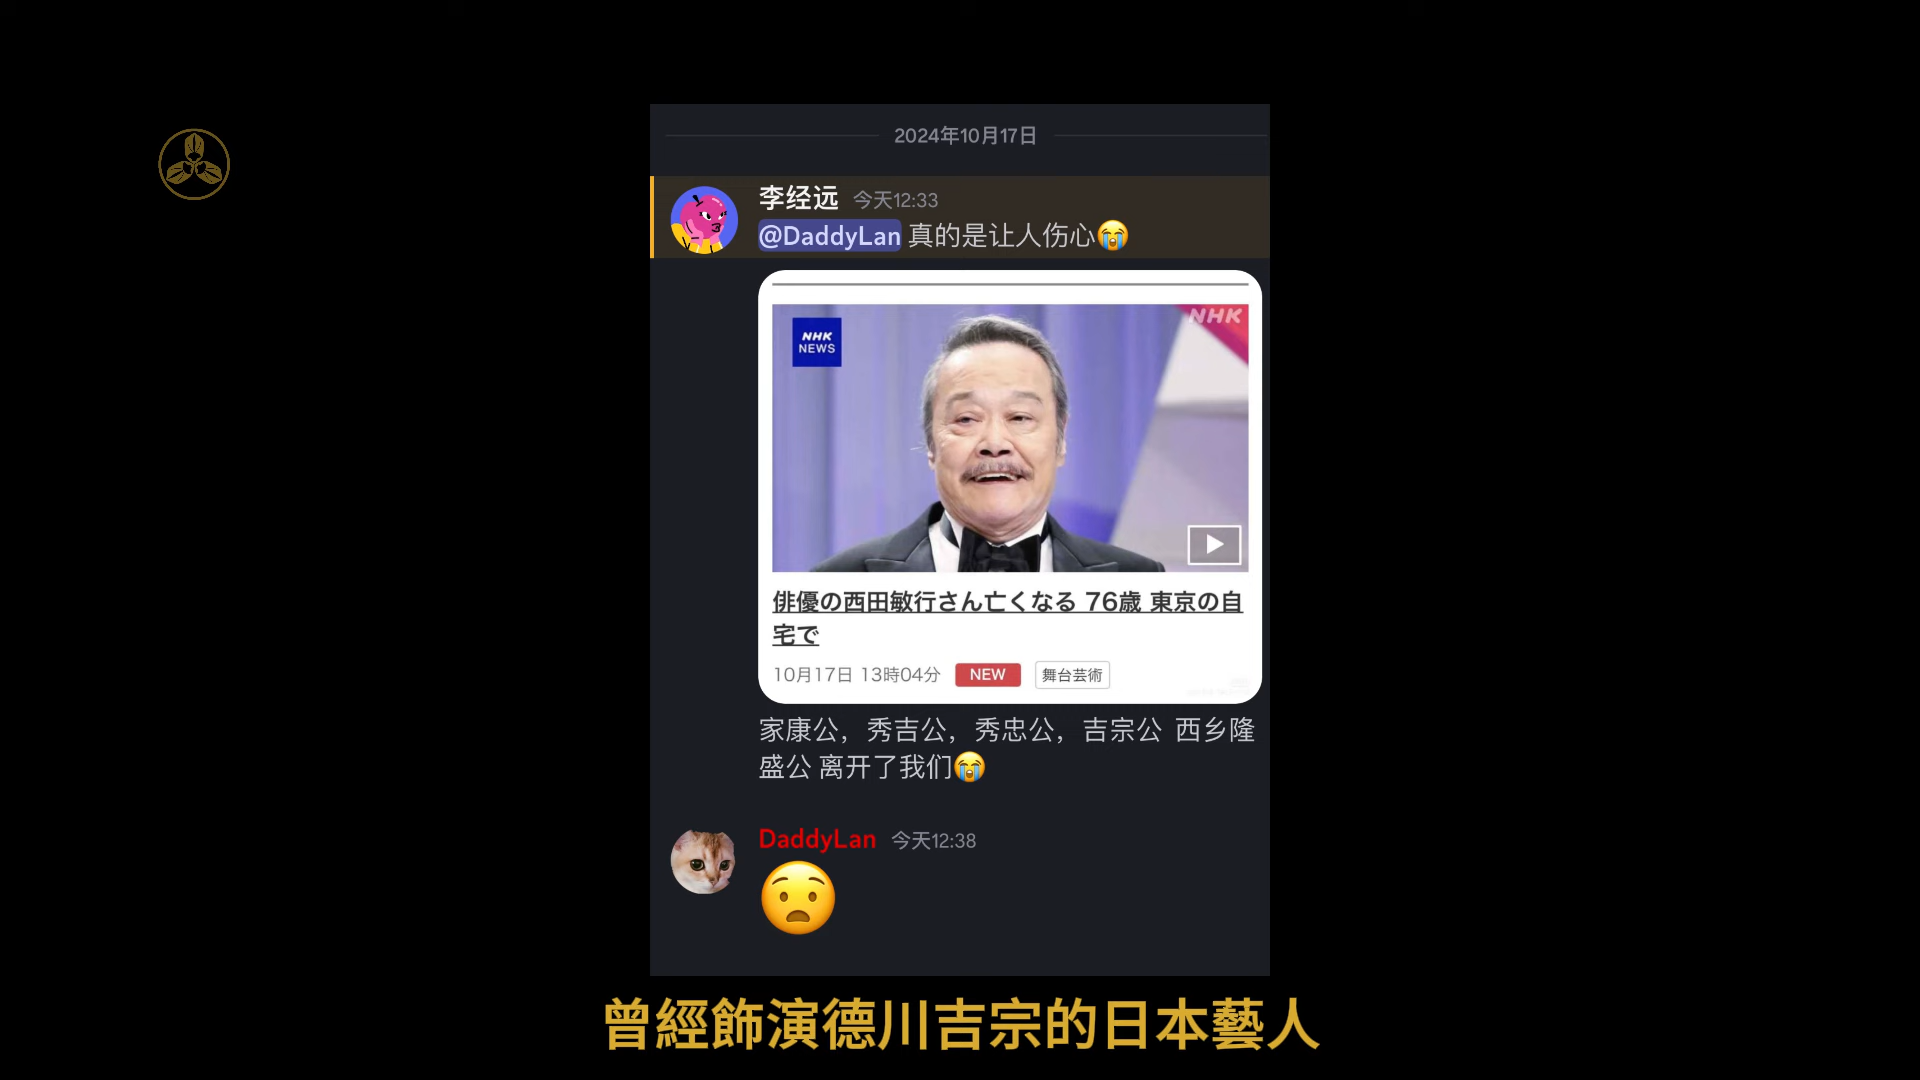 2024年10月17日
李经远 今天12:33
@DaddyLan 真的是让人伤心😭
NHK
NHK
NEWS
俳優の西田敏行さん亡くなる 76歳 東京の自
宅で
10月17日 13時04分 NEW 舞台芸術
家康公，秀吉公，秀忠公，吉宗公 西乡隆
盛公 离开了我们😭
DaddyLan 今天12:38
曾經飾演德川吉宗的日本藝人